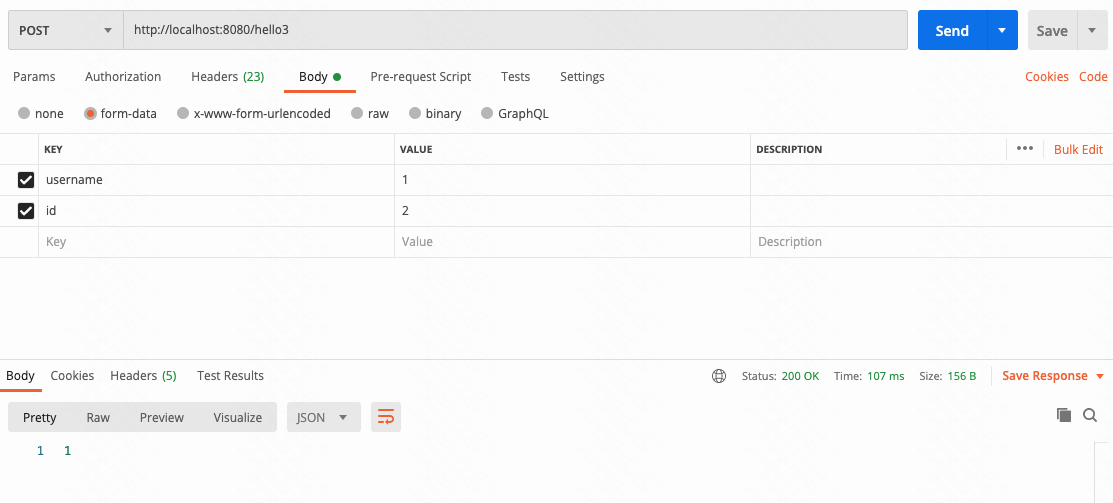 POST http://localhost:8080/hello3 Send Save
Params Authorization Headers (23) Body Pre-request Script Tests Settings Cookies Code
none form-data x-www-form-urlencoded raw binary GraphQL
KEY VALUE DESCRIPTION ••• Bulk Edit
username 1
id 2
Key Value Description
Body Cookies Headers (5) Test Results Status: 200 OK Time: 107 ms Size: 156 B Save Response
Pretty Raw Preview Visualize JSON
1 1